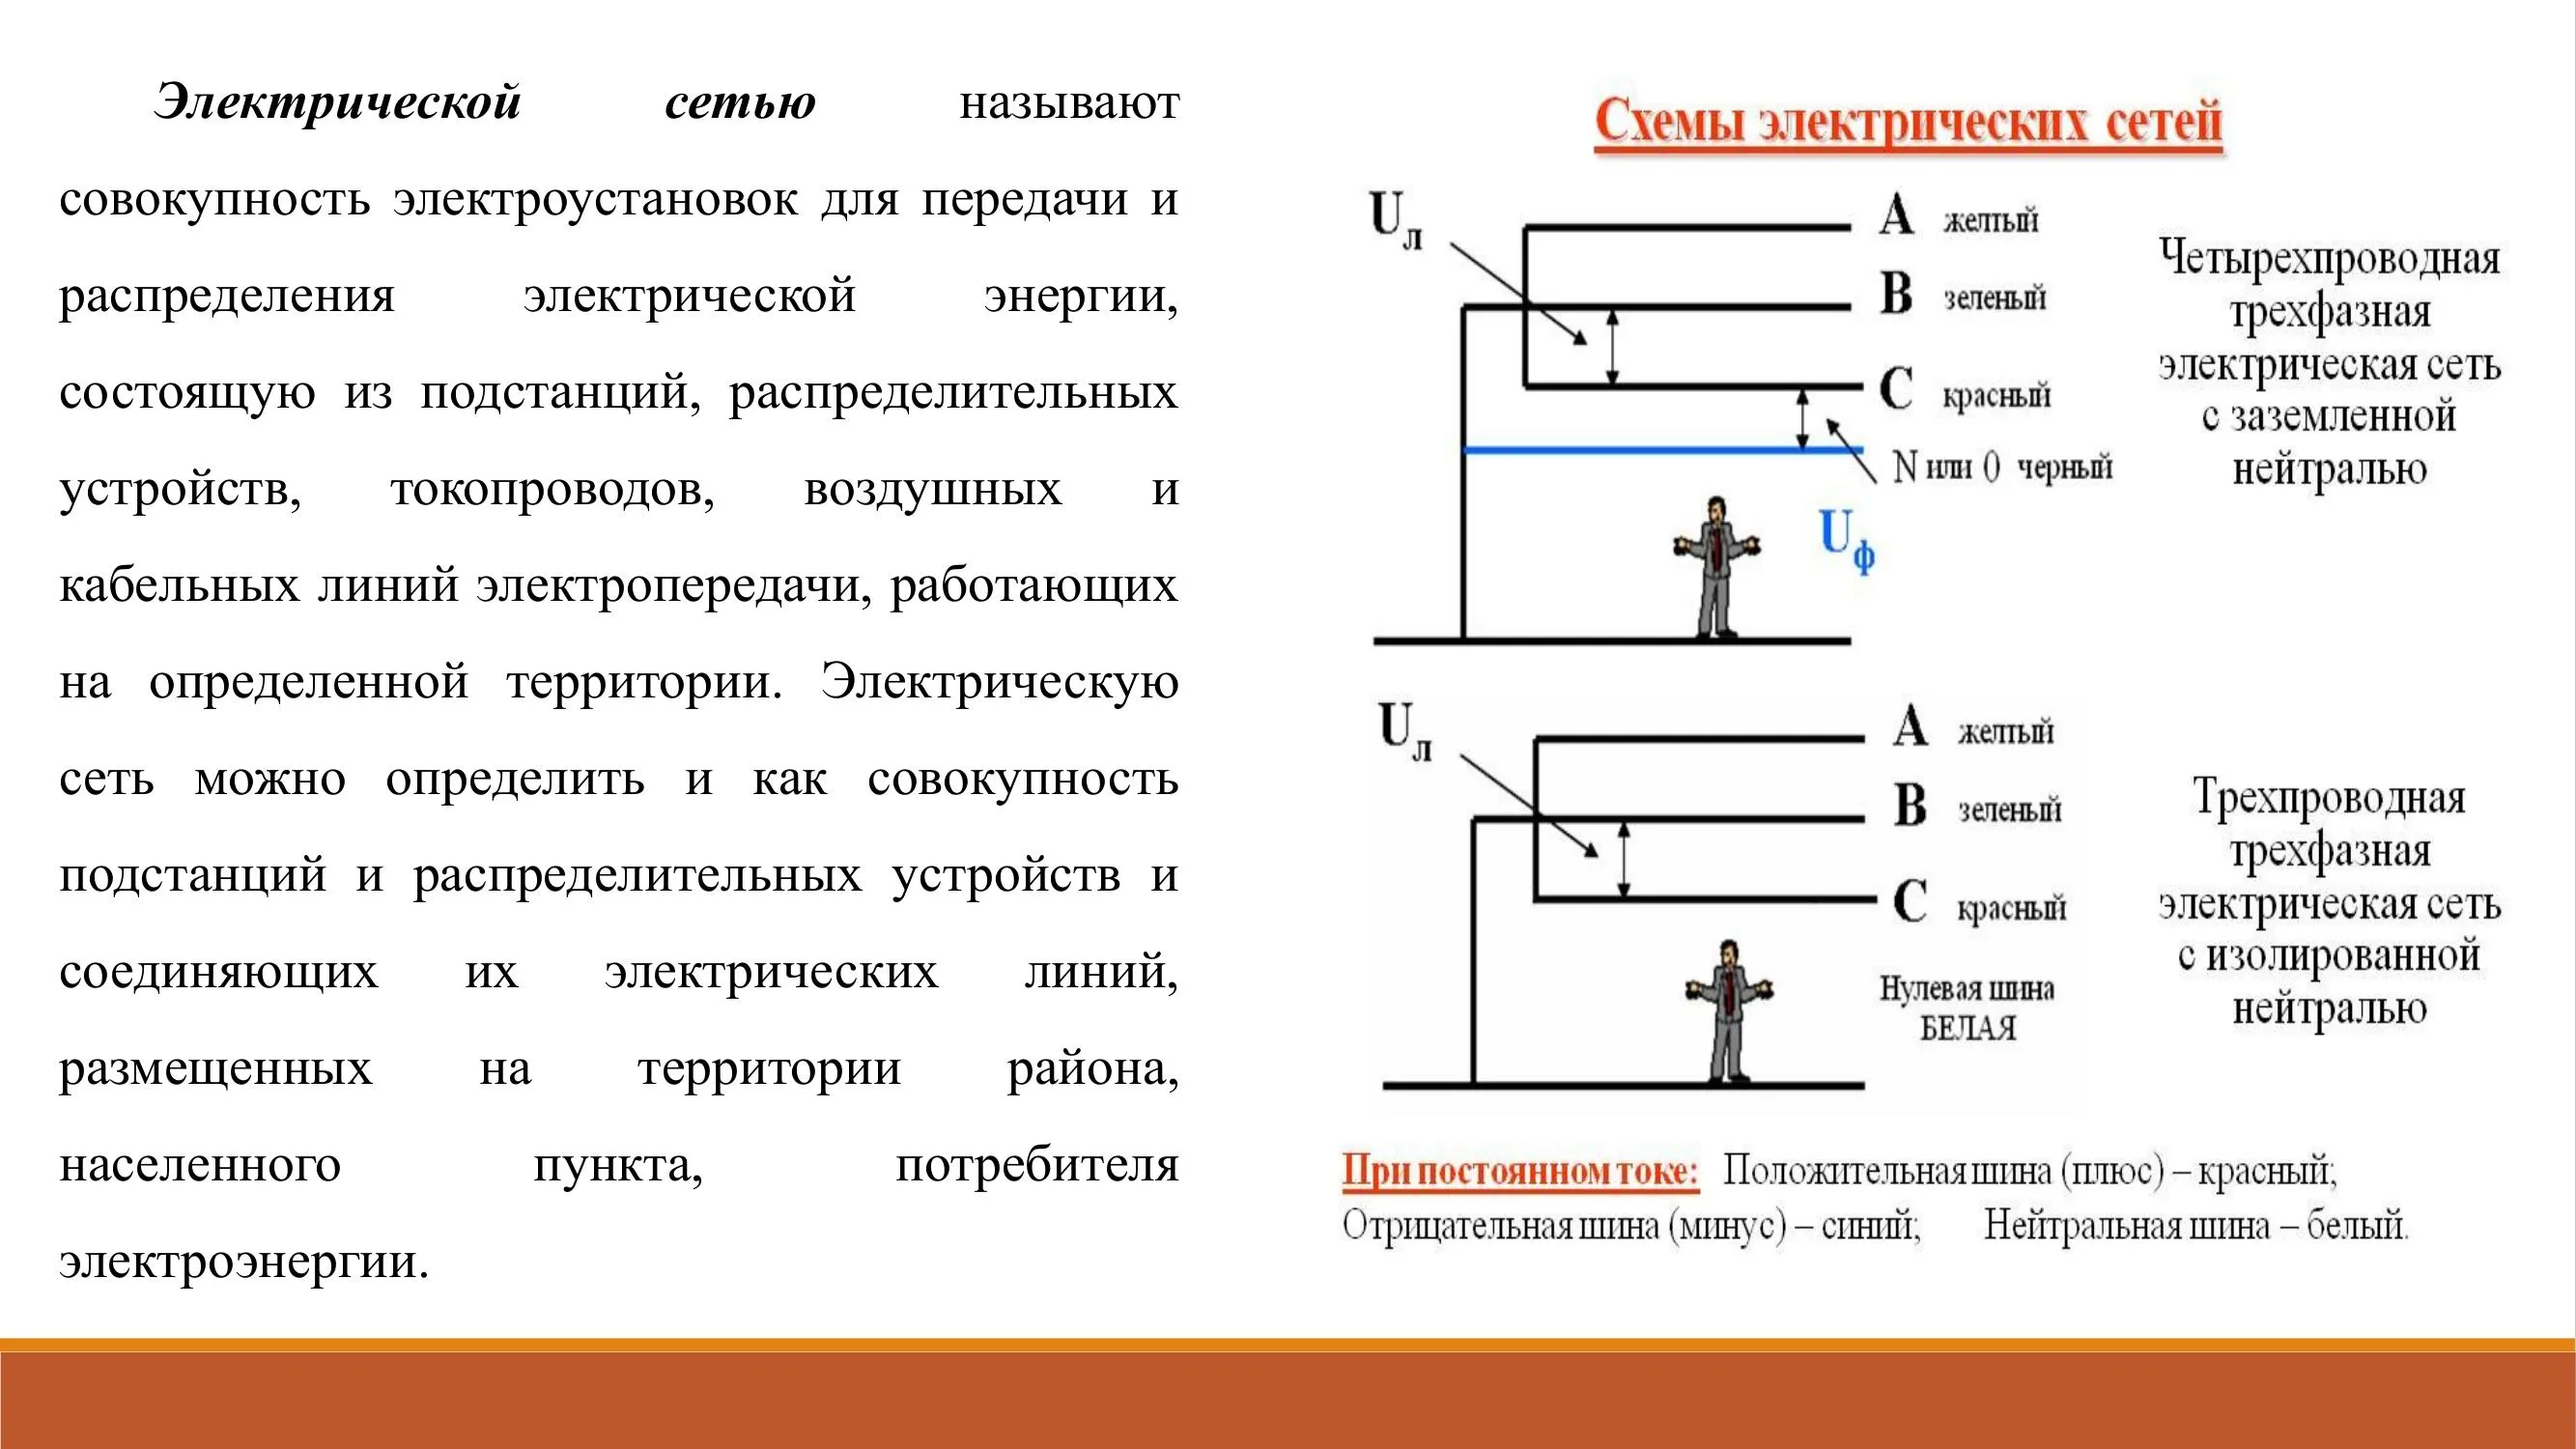 Электрической сетью называют
совокупность электроустановок для передачи и
распределения электрической энергии,
состоящую из подстанций, распределительных
устройств, токопроводов, воздушных и
кабельных линий электропередачи, работающих
на определенной территории. Электрическую
сеть можно определить и как совокупность
подстанций и распределительных устройств и
соединяющих их электрических линий,
размещенных на территории района,
населенного пункта, потребителя
электроэнергии.
Схемы электрических сетей
Uл
A желтый
B зеленый
C красный
N или 0 черный
Uф
Четырехпроводная
трехфазная
электрическая сеть
с заземленной
нейтралью
Uл
A желтый
B зеленый
C красный
Нулевая шина
БЕЛАЯ
Трехпроводная
трехфазная
электрическая сеть
с изолированной
нейтралью
При постоянном токе: Положительная шина (плюс) – красный;
Отрицательная шина (минус) – синий; Нейтральная шина – белый.